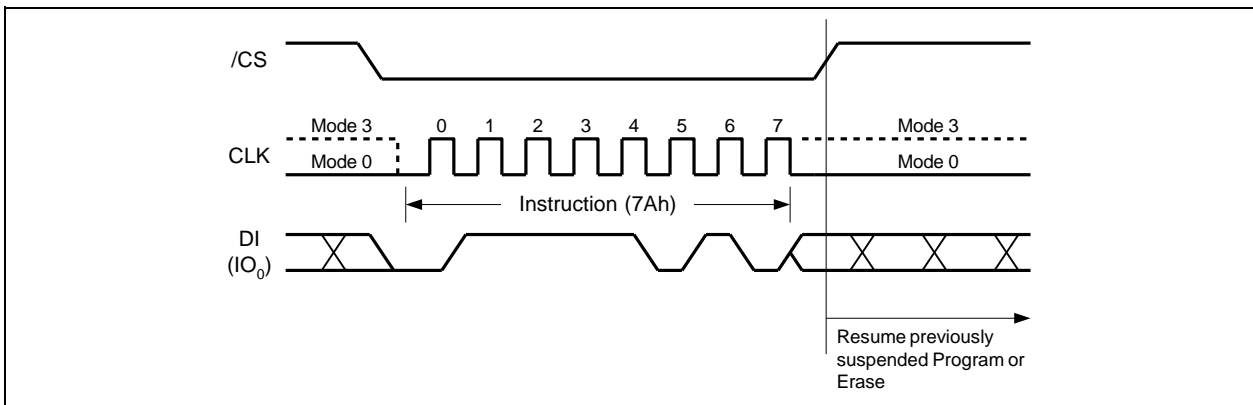 /CS
Mode 3 0 1 2 3 4 5 6 7 Mode 3
CLK
Mode 0 Mode 0
Instruction (7Ah)
DI
(IO0)
Resume previously
suspended Program or
Erase